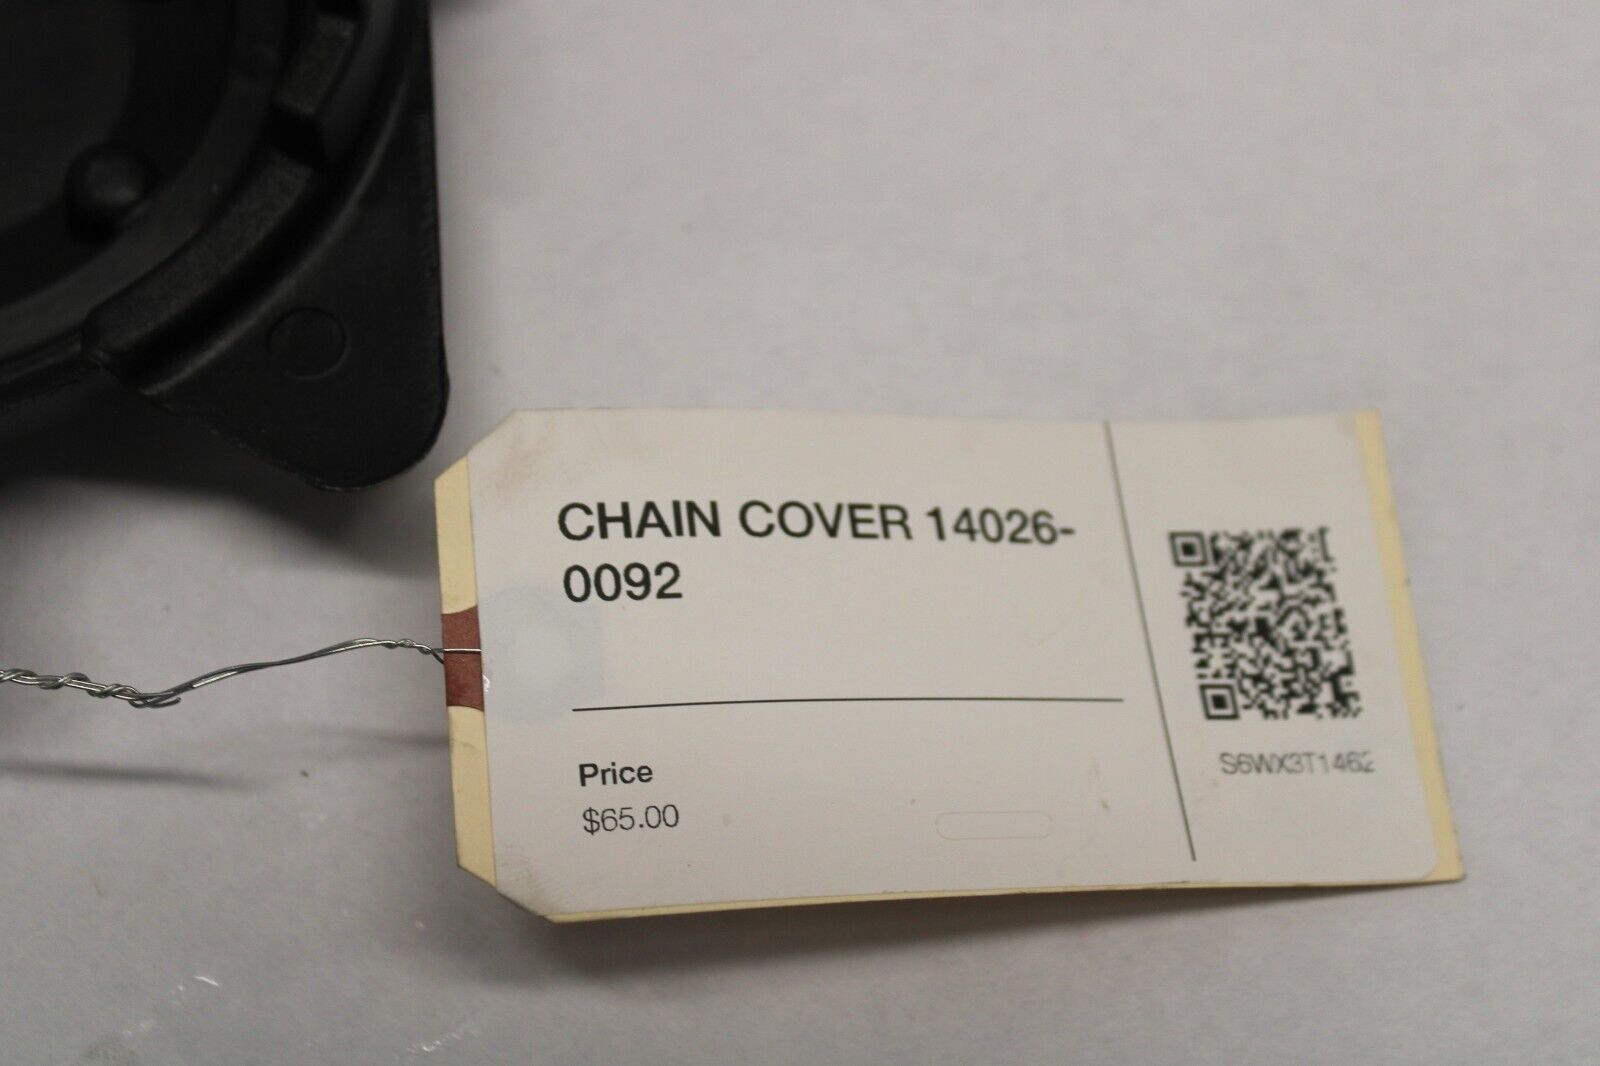 CHAIN COVER 14026-
0092
Price
$65.00
S6WX3T1462